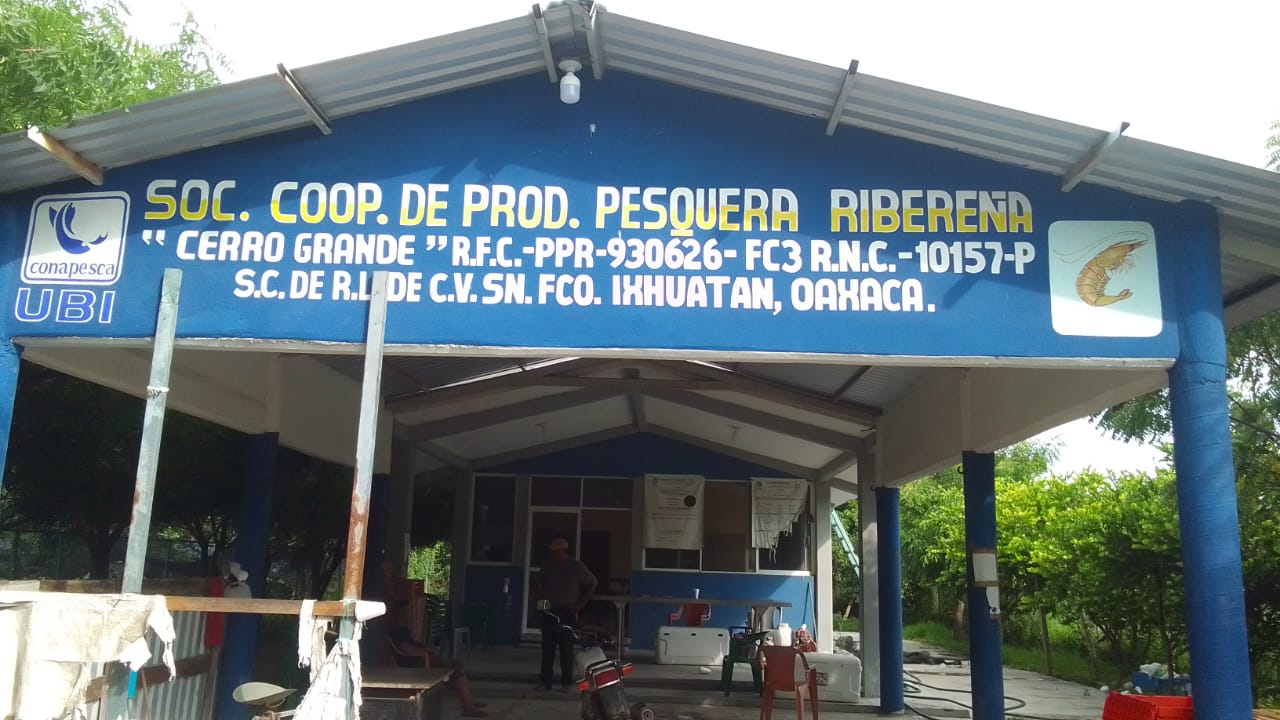 SOC. COOP. DE PROD. PESQUERA RIBEREÑA
“ CERRO GRANDE ” R.F.C.-PPR-930626- FC3 R.N.C.-10157-P
S.C. DE R.L. DE C.V. SN. FCO. IXHUATAN, OAXACA.
conapesca
UBI